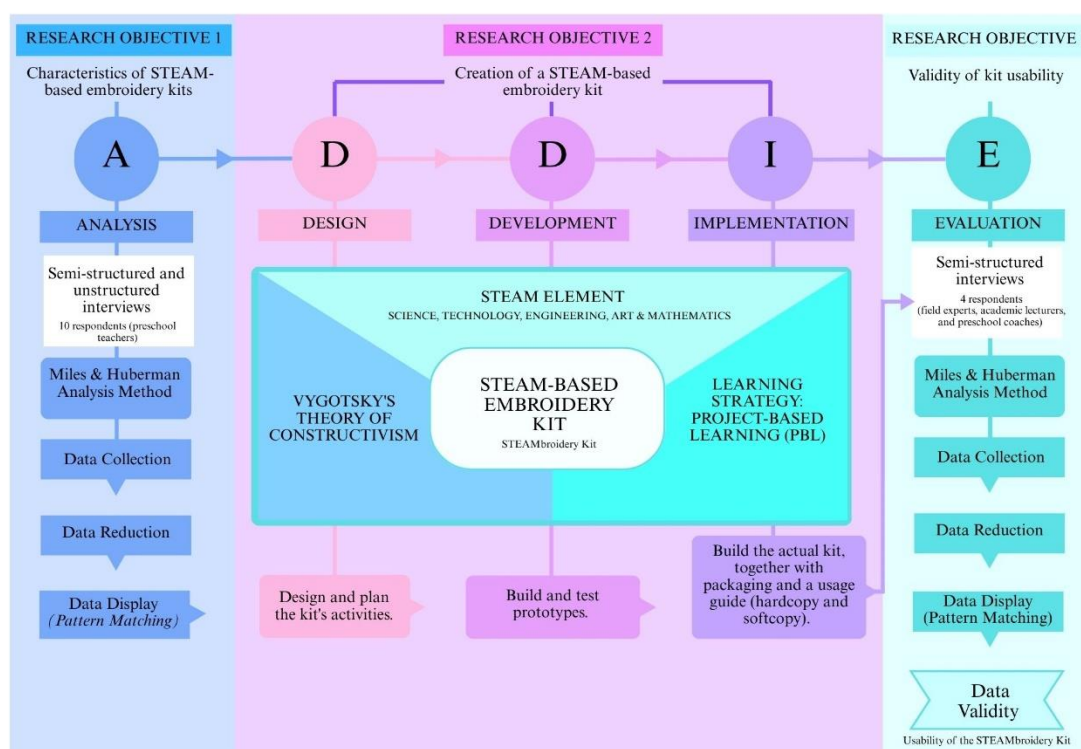 RESEARCH OBJECTIVE 1
Characteristics of STEAM-
based embroidery kits
A
ANALYSIS
Semi-structured and
unstructured
interviews
10 respondents (preschool
teachers)
Miles & Huberman
Analysis Method
Data Collection
Data Reduction
Data Display
(Pattern Matching)
RESEARCH OBJECTIVE 2
Creation of a STEAM-based
embroidery kit
D
D
I
DESIGN
DEVELOPMENT
IMPLEMENTATION
STEAM ELEMENT
SCIENCE, TECHNOLOGY, ENGINEERING, ART & MATHEMATICS
VYGOTSKY'S
THEORY OF
CONSTRUCTIVISM
STEAM-BASED
EMBROIDERY
KIT
STEAMbroidery Kit
LEARNING
STRATEGY:
PROJECT-BASED
LEARNING (PBL)
Design and plan
the kit's activities.
Build and test
prototypes.
Build the actual kit,
together with
packaging and a usage
guide (hardcopy and
softcopy).
RESEARCH OBJECTIVE
Validity of kit usability
E
EVALUATION
Semi-structured
interviews
4 respondents
(field experts, academic lecturers,
and preschool coaches)
Miles & Huberman
Analysis Method
Data Collection
Data Reduction
Data Display
(Pattern Matching)
Data
Validity
Usability of the STEAMbroidery Kit